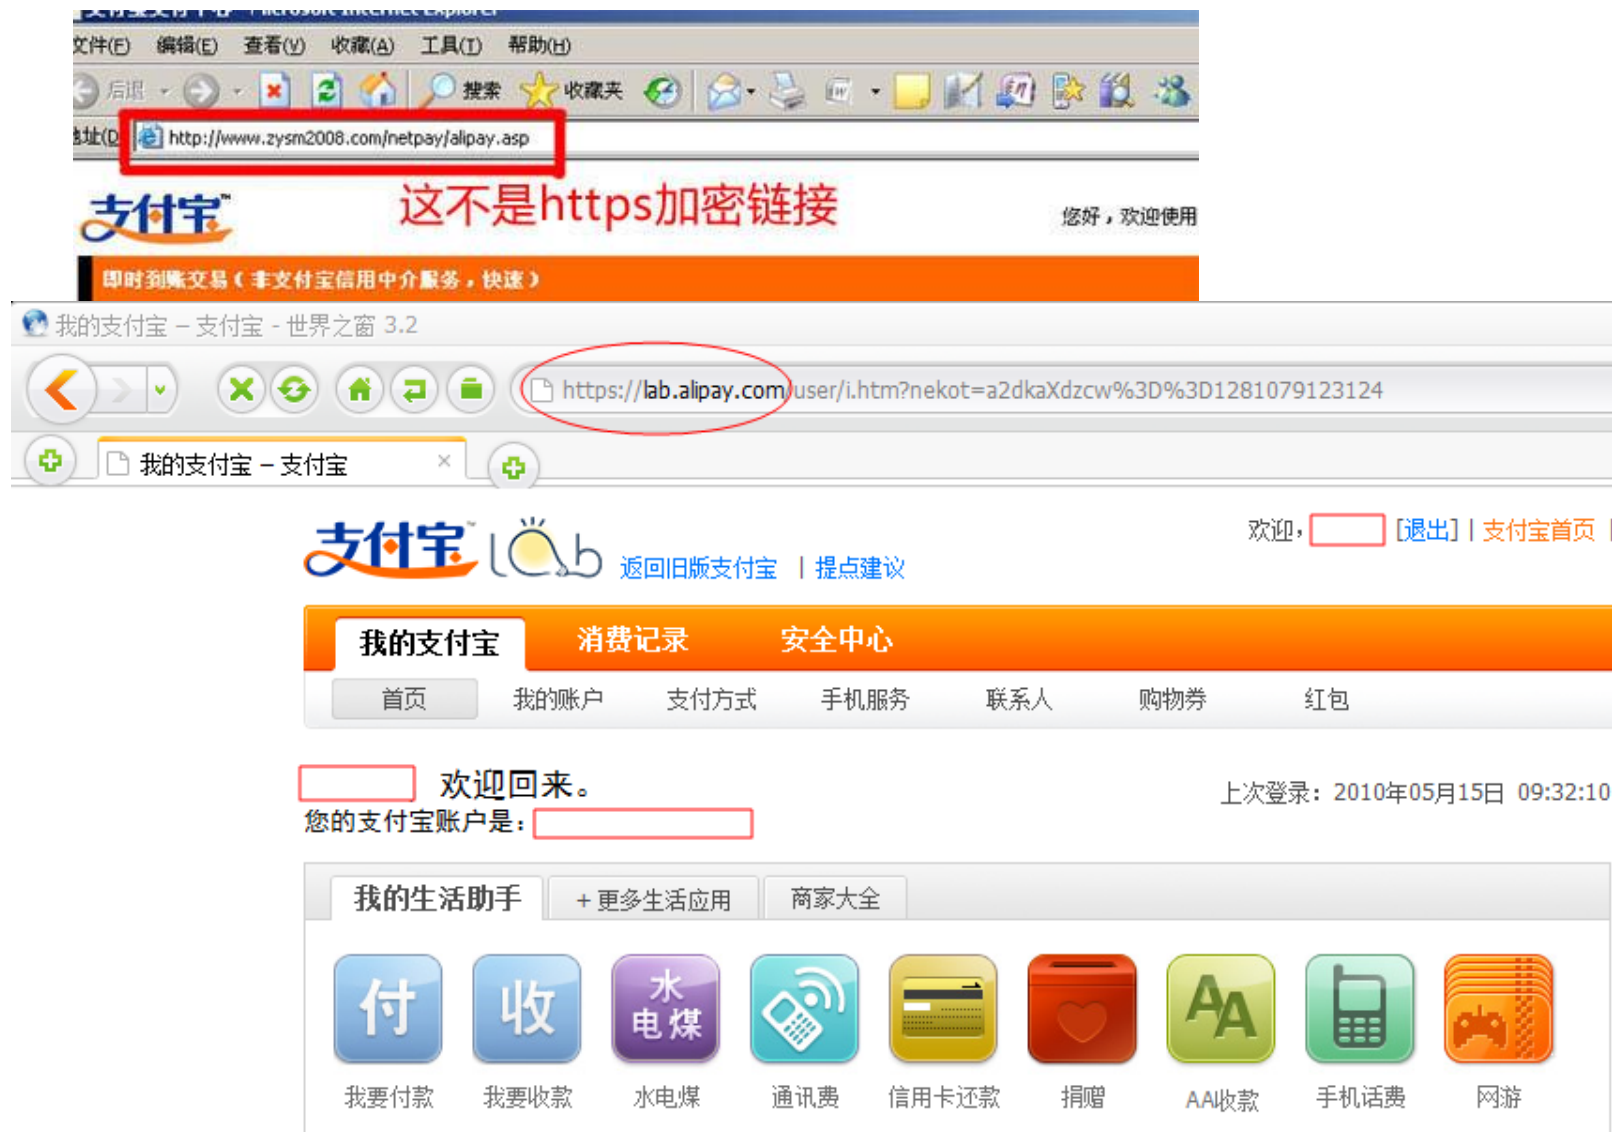 文件(F) 编辑(E) 查看(V) 收藏(A) 工具(T) 帮助(H)
后退 搜索 收藏夹
地址(D http://www.zysm2008.com/netpay/alipay.asp
支付宝 这不是https加密链接 您好，欢迎使用
即时到账交易（非支付宝信用中介服务，快速）
我的支付宝 – 支付宝 - 世界之窗 3.2
https://lab.alipay.com/user/i.htm?nekot=a2dkaXdzcw%3D%3D1281079123124
我的支付宝 – 支付宝
支付宝 lab 返回旧版支付宝 | 提点建议 欢迎， [退出] | 支付宝首页 |
我的支付宝 消费记录 安全中心
首页 我的账户 支付方式 手机服务 联系人 购物券 红包
欢迎回来。 上次登录：2010年05月15日 09:32:10
您的支付宝账户是：
我的生活助手 +更多生活应用 商家大全
付 收 水电煤 AA
我要付款 我要收款 水电煤 通讯费 信用卡还款 捐赠 AA收款 手机话费 网游